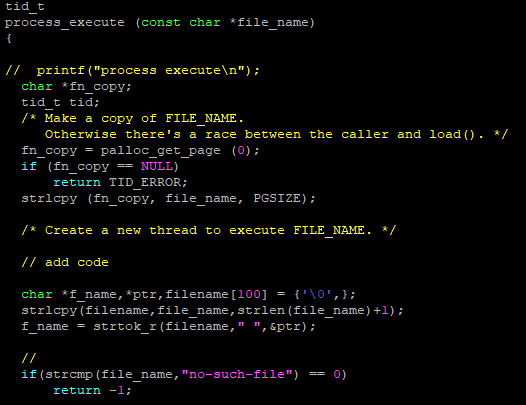 tid_t
process_execute (const char *file_name)
{
//  printf("process execute\n");
char *fn_copy;
tid_t tid;
/* Make a copy of FILE_NAME.
Otherwise there's a race between the caller and load(). */
fn_copy = palloc_get_page (0);
if (fn_copy == NULL)
return TID_ERROR;
strlcpy (fn_copy, file_name, PGSIZE);
/* Create a new thread to execute FILE_NAME. */
// add code
char *f_name,*ptr,filename[100] = {'\0',};
strlcpy(filename,file_name,strlen(file_name)+1);
f_name = strtok_r(filename," ",&ptr);
//
if(strcmp(file_name,"no-such-file") == 0)
return -1;